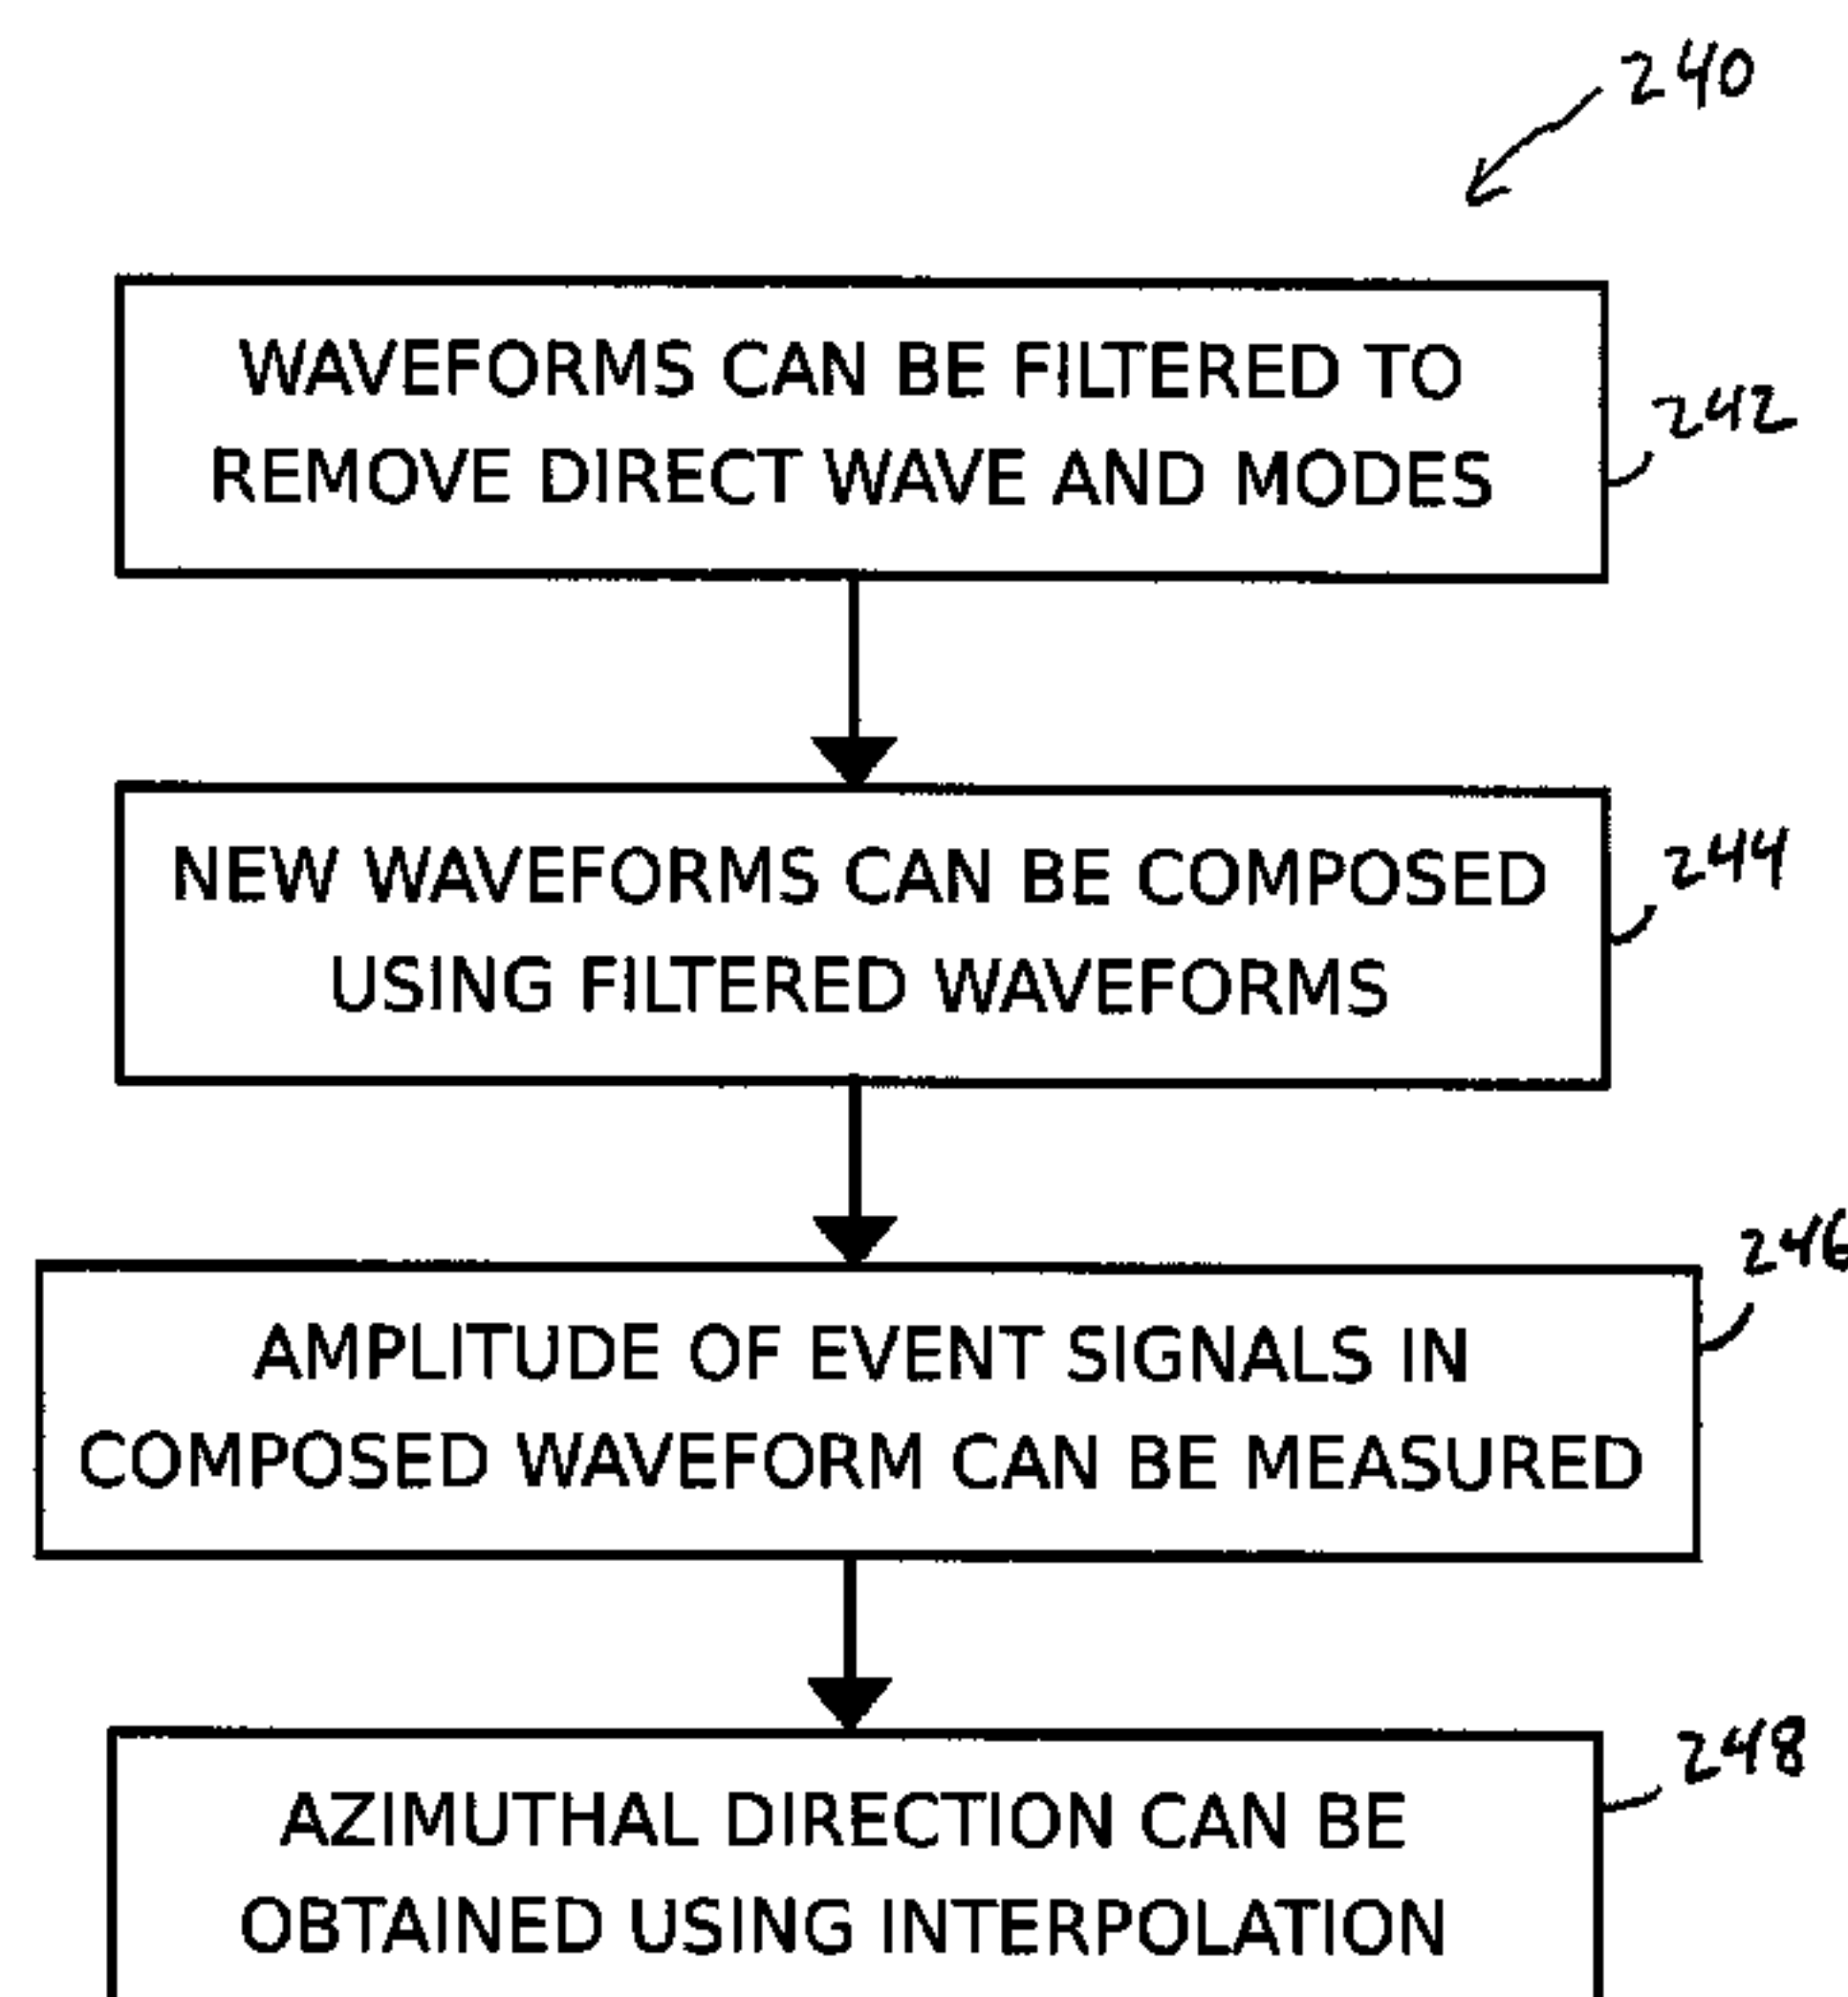 240
WAVEFORMS CAN BE FILTERED TO
REMOVE DIRECT WAVE AND MODES
242
NEW WAVEFORMS CAN BE COMPOSED
USING FILTERED WAVEFORMS
244
AMPLITUDE OF EVENT SIGNALS IN
COMPOSED WAVEFORM CAN BE MEASURED
246
AZIMUTHAL DIRECTION CAN BE
OBTAINED USING INTERPOLATION
248